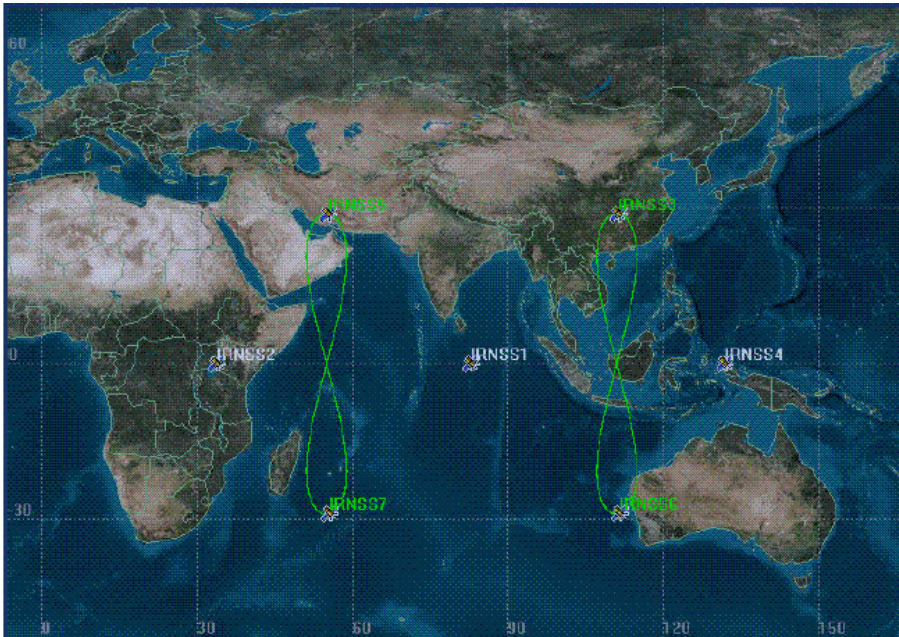 60
IRNSS5 IRNSS3
0 IRNSS2 IRNSS1 IRNSS4
30 IRNSS7 IRNSS6
0 30 60 90 120 150